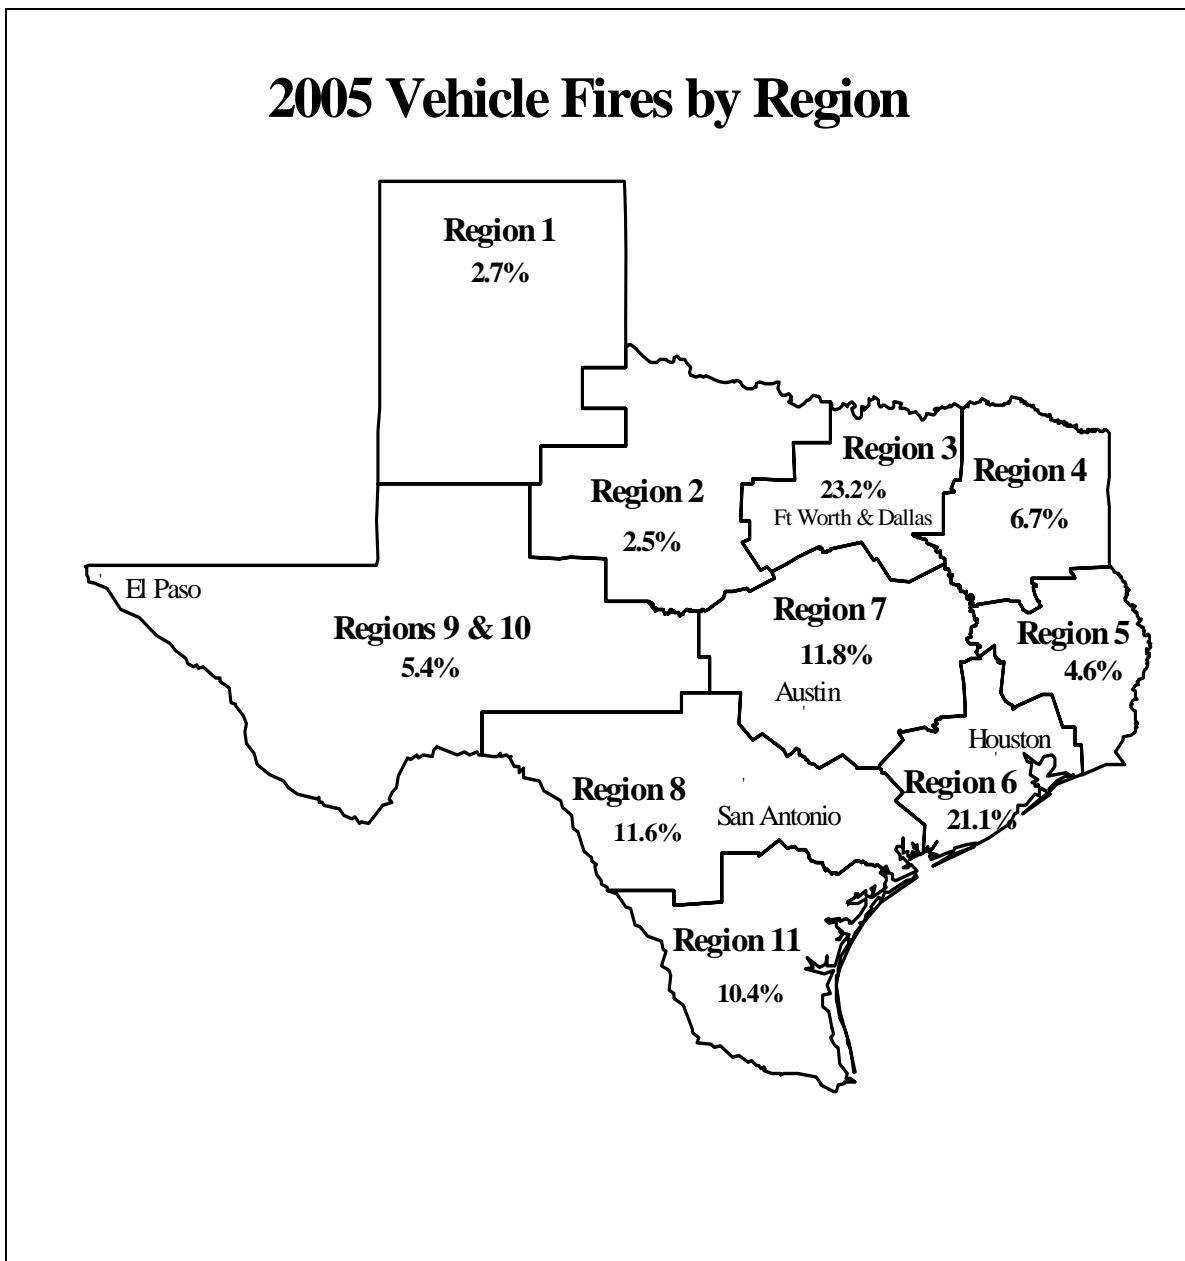 2005 Vehicle Fires by Region
Region 1
2.7%
Region 3
23.2%
Ft Worth & Dallas
Region 4
6.7%
Region 2
2.5%
El Paso
Regions 9 & 10
5.4%
Region 7
11.8%
Austin
Region 5
4.6%
Houston
Region 6
21.1%
Region 8
11.6%
San Antonio
Region 11
10.4%